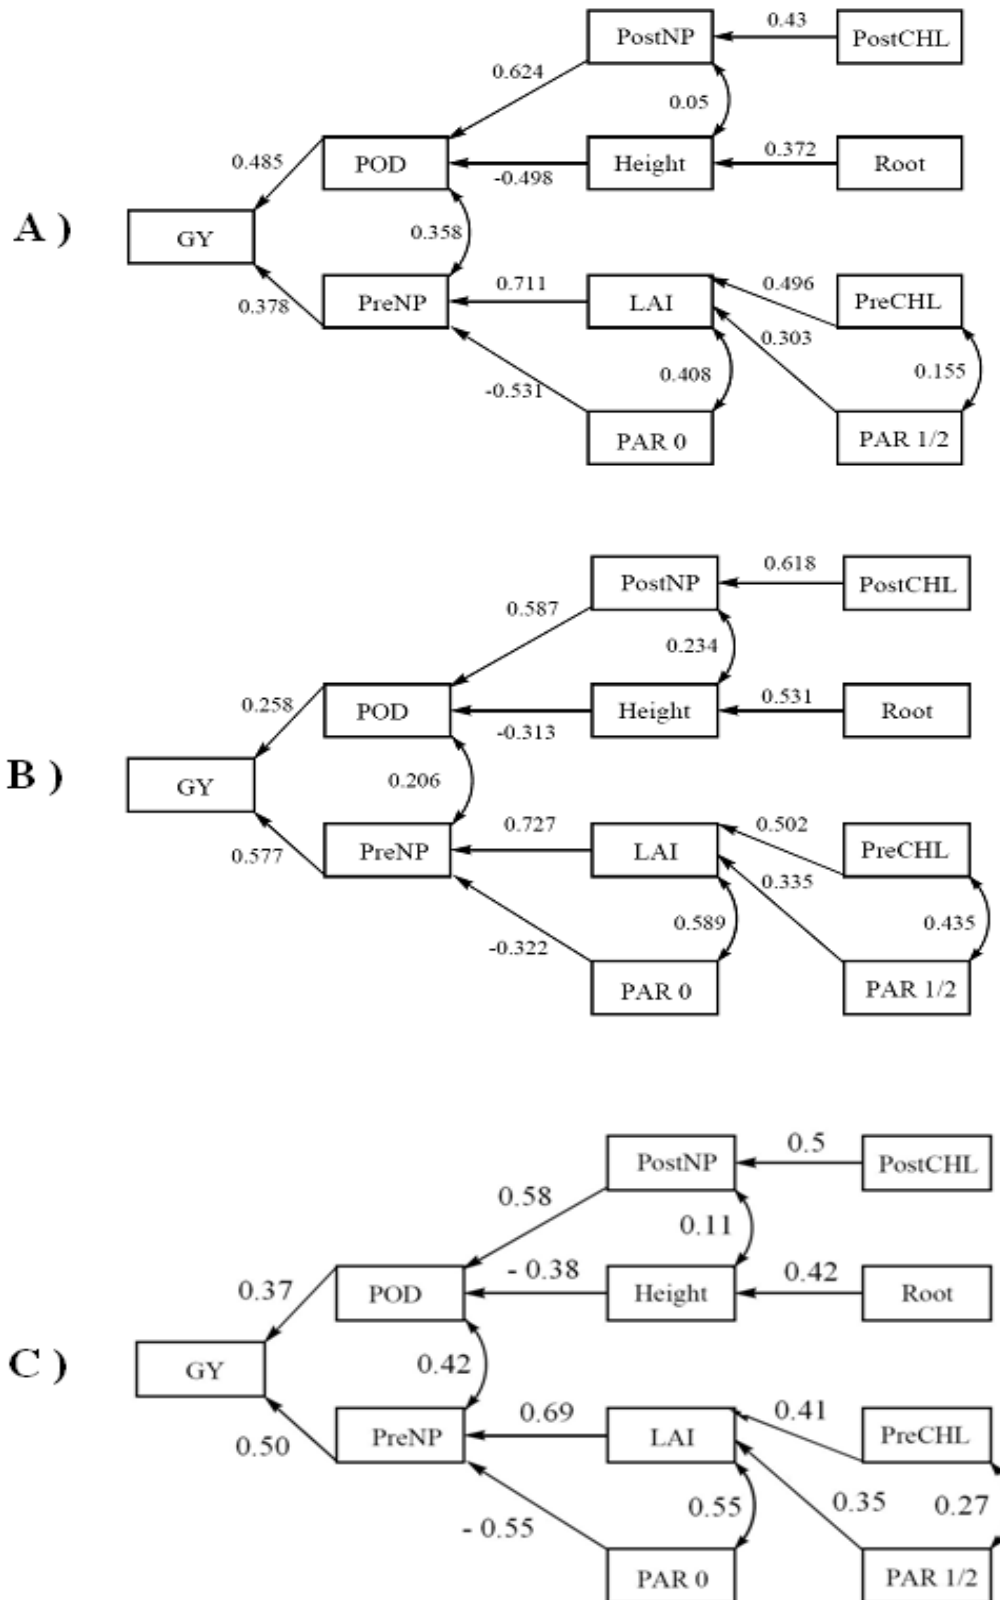 PostNP 0.43 PostCHL
0.624
0.05
0.485 POD -0.498 Height 0.372 Root
A )
GY
0.358
0.378 PreNP 0.711 LAI 0.496 PreCHL
0.303
-0.531 0.408 0.155
PAR 0 PAR 1/2
PostNP 0.618 PostCHL
0.587
0.234
0.258 POD -0.313 Height 0.531 Root
B )
GY
0.206
0.577 PreNP 0.727 LAI 0.502 PreCHL
0.335
-0.322 0.589 0.435
PAR 0 PAR 1/2
PostNP 0.5 PostCHL
0.58
0.11
0.37 POD - 0.38 Height 0.42 Root
C )
GY
0.42
0.50 PreNP 0.69 LAI 0.41 PreCHL
- 0.55 0.55 0.35 0.27
PAR 0 PAR 1/2